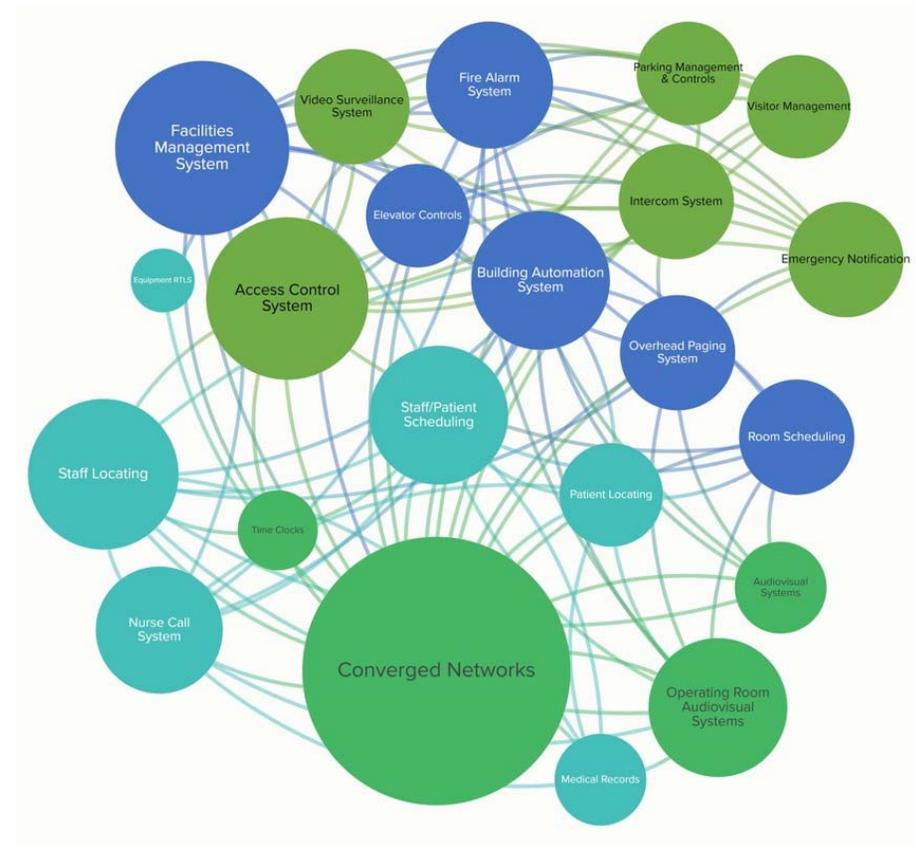 Fire Alarm
System
Parking Management
& Controls
Video Surveillance
System
Visitor Management
Facilities
Management
System
Intercom System
Elevator Controls
Emergency Notification
Building Automation
System
Equipment RTLS
Access Control
System
Overhead Paging
System
Staff/Patient
Scheduling
Room Scheduling
Staff Locating
Patient Locating
Time Clocks
Audiovisual
Systems
Nurse Call
System
Converged Networks
Operating Room
Audiovisual
Systems
Medical Records